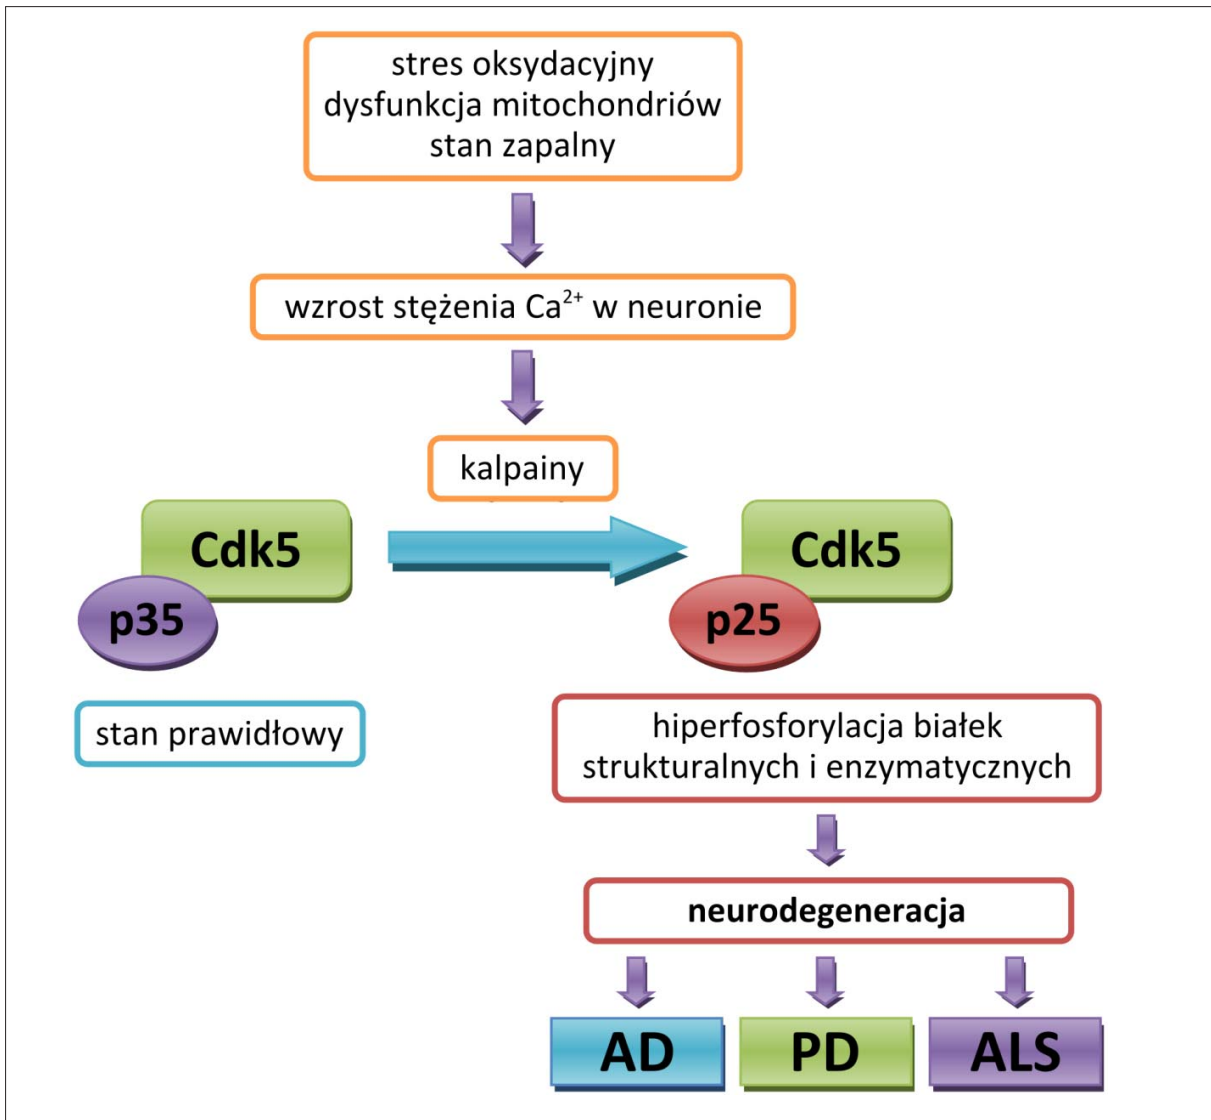 stres oksydacyjny
dysfunkcja mitochondriów
stan zapalny
wzrost stężenia Ca²⁺ w neuronie
kalpainy
Cdk5
p35
stan prawidłowy
Cdk5
p25
hiperfosforylacja białek
strukturalnych i enzymatycznych
neurodegeneracja
AD
PD
ALS